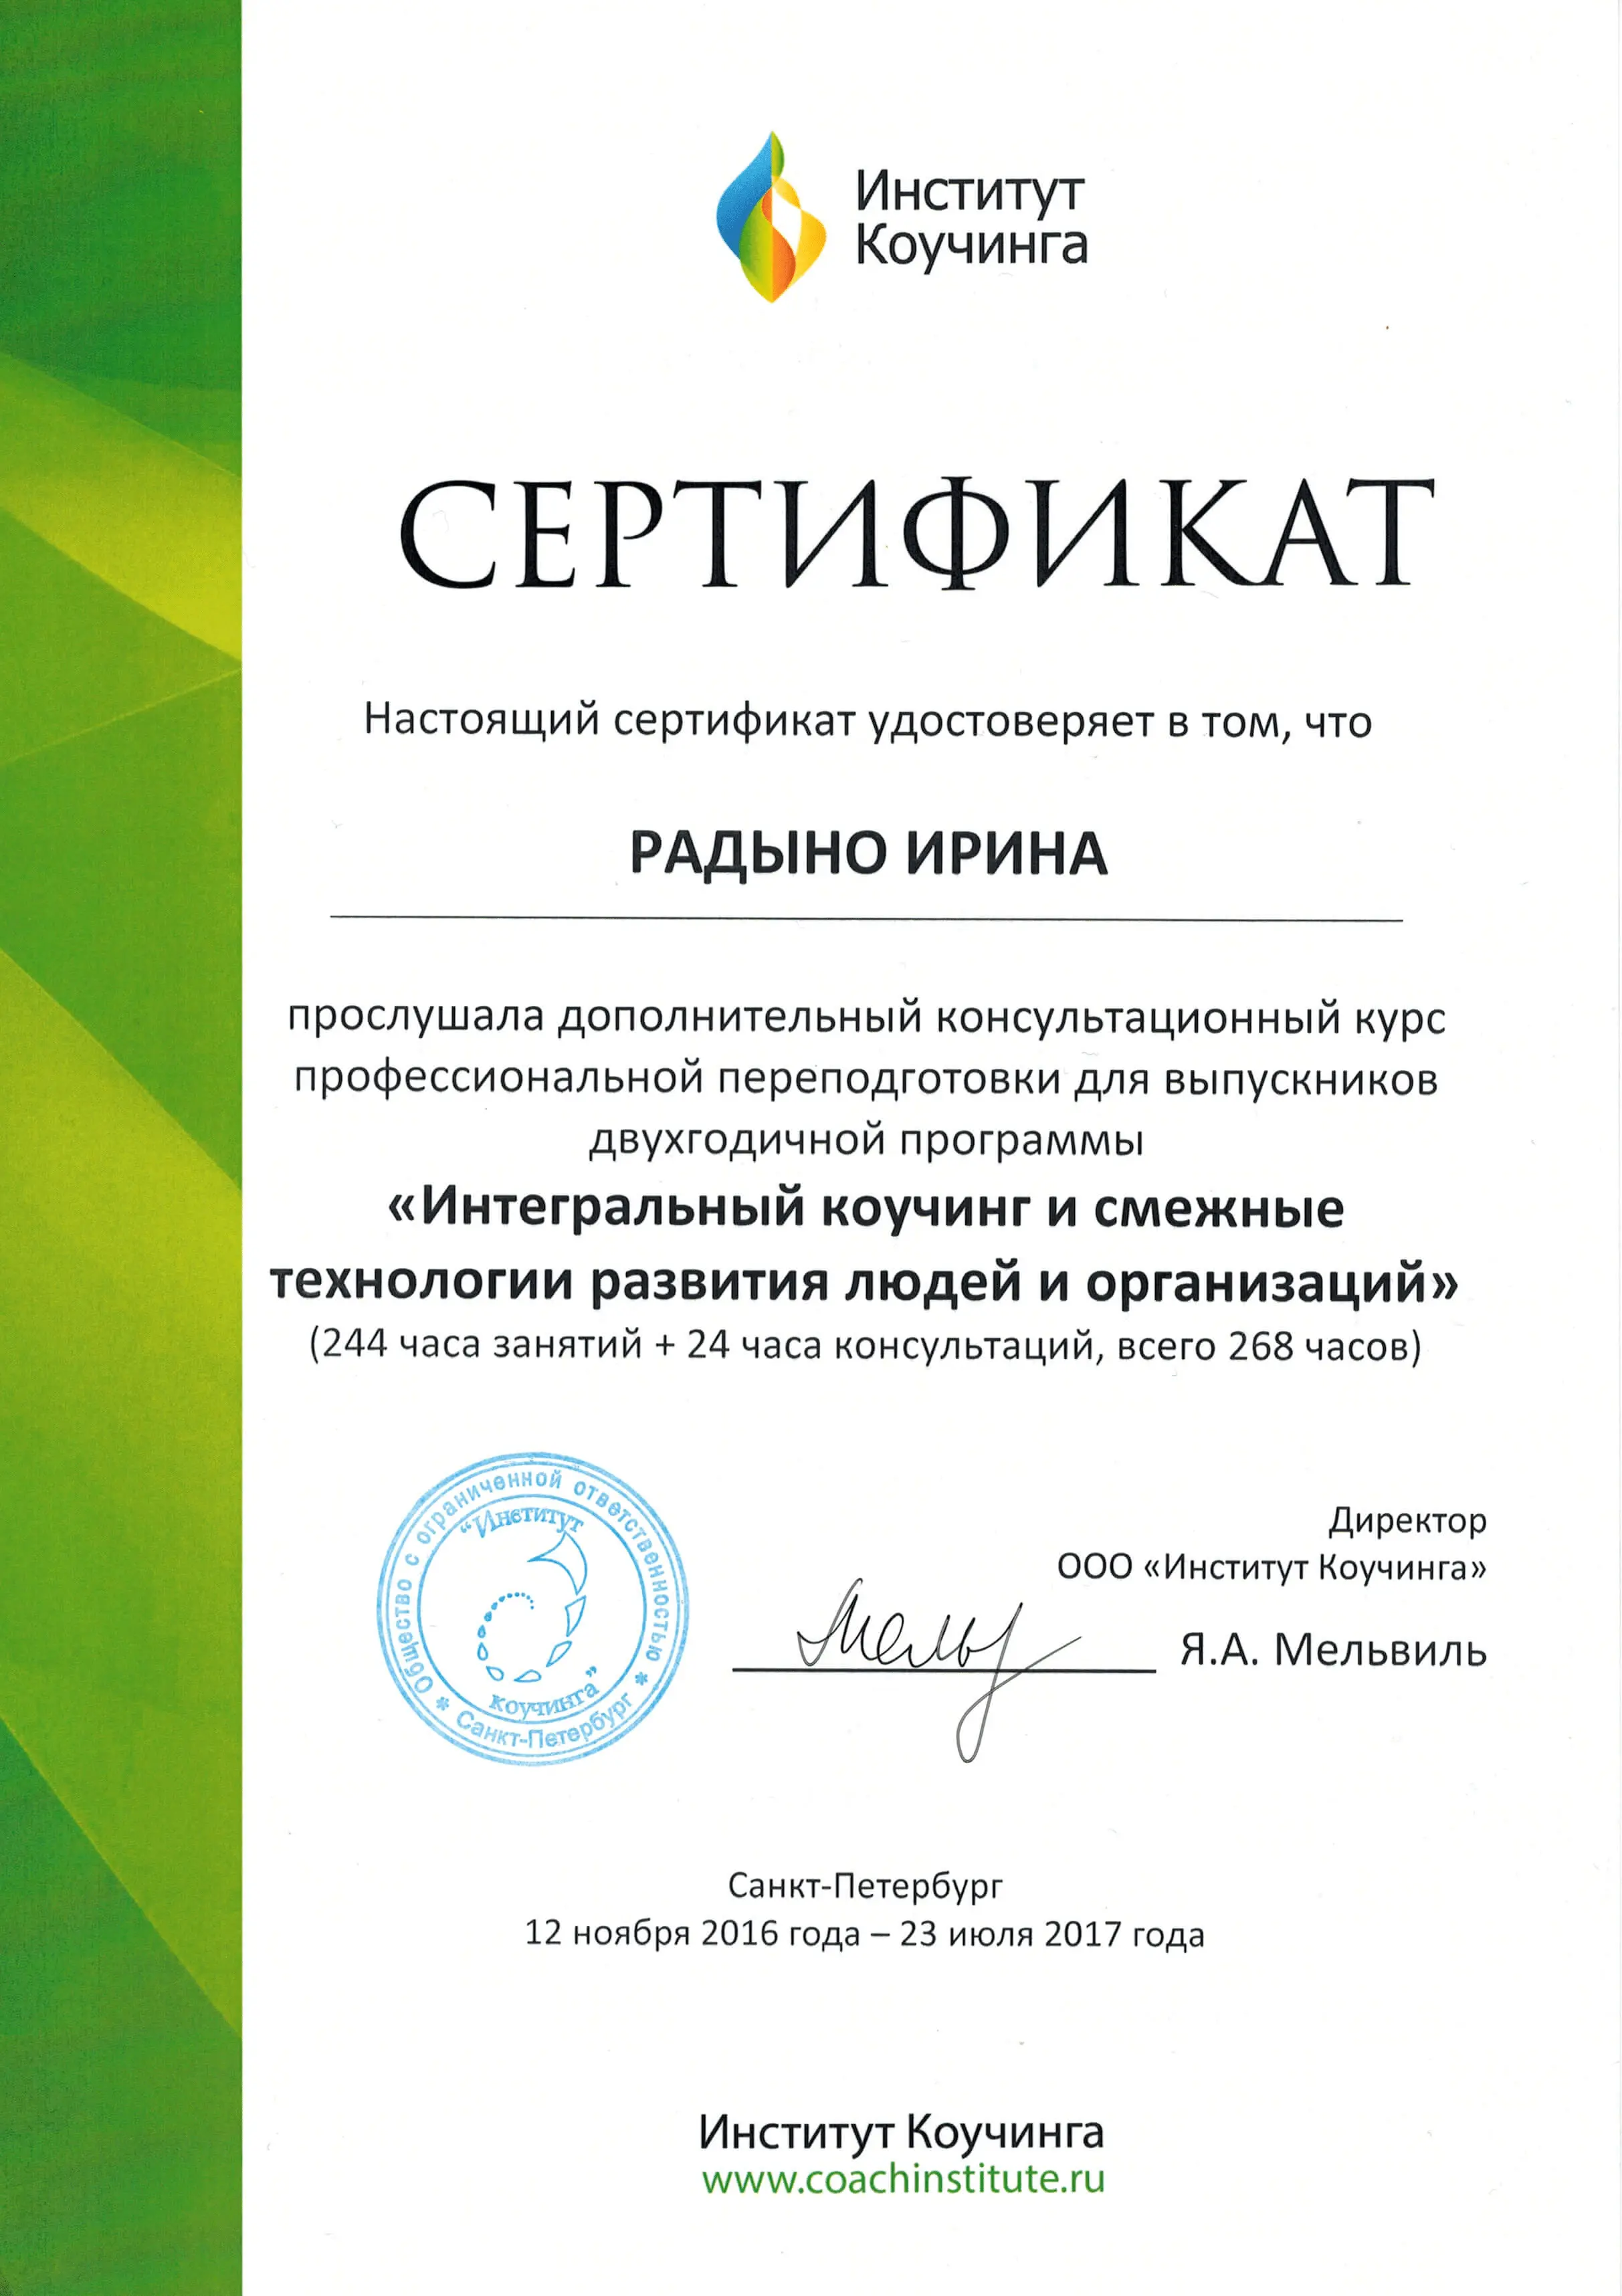 Институт
Коучинга
СЕРТИФИКАТ
Настоящий сертификат удостоверяет в том, что
РАДЫНО ИРИНА
прослушала дополнительный консультационный курс
профессиональной переподготовки для выпускников
двухгодичной программы
«Интегральный коучинг и смежные
технологии развития людей и организаций»
(244 часа занятий + 24 часа консультаций, всего 268 часов)
Общество с ограниченной ответственностью
* Санкт-Петербург *
"Институт
коучинга"
Директор
ООО «Институт Коучинга»
Я.А. Мельвиль
Санкт-Петербург
12 ноября 2016 года – 23 июля 2017 года
Институт Коучинга
www.coachinstitute.ru